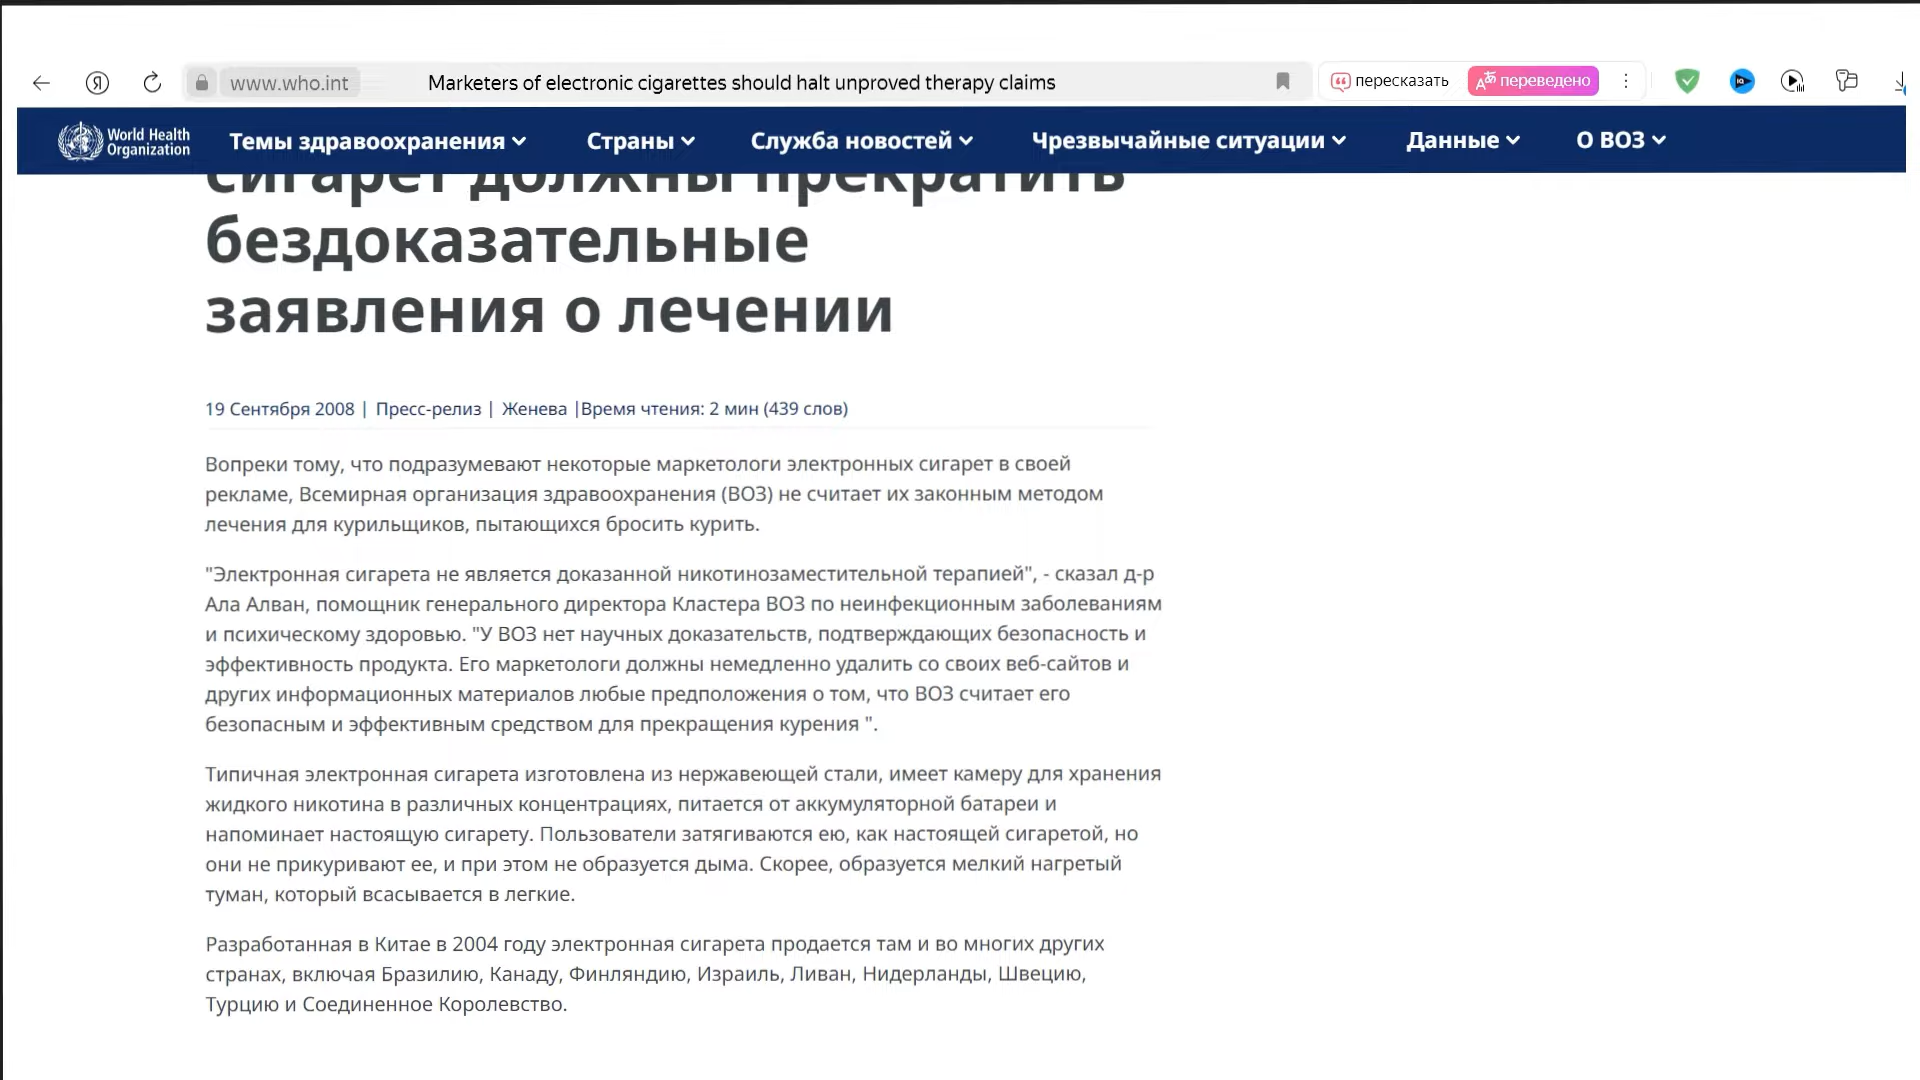 www.who.int
Marketers of electronic cigarettes should halt unproved therapy claims
пересказать
переведено
World Health
Organization
Темы здравоохранения
Страны
Служба новостей
Чрезвычайные ситуации
Данные
О ВОЗ
сигарет должны прекратить
бездоказательные
заявления о лечении
19 Сентября 2008 | Пресс-релиз | Женева |Время чтения: 2 мин (439 слов)
Вопреки тому, что подразумевают некоторые маркетологи электронных сигарет в своей
рекламе, Всемирная организация здравоохранения (ВОЗ) не считает их законным методом
лечения для курильщиков, пытающихся бросить курить.
"Электронная сигарета не является доказанной никотинозаместительной терапией", - сказал д-р
Ала Алван, помощник генерального директора Кластера ВОЗ по неинфекционным заболеваниям
и психическому здоровью. "У ВОЗ нет научных доказательств, подтверждающих безопасность и
эффективность продукта. Его маркетологи должны немедленно удалить со своих веб-сайтов и
других информационных материалов любые предположения о том, что ВОЗ считает его
безопасным и эффективным средством для прекращения курения ".
Типичная электронная сигарета изготовлена из нержавеющей стали, имеет камеру для хранения
жидкого никотина в различных концентрациях, питается от аккумуляторной батареи и
напоминает настоящую сигарету. Пользователи затягиваются ею, как настоящей сигаретой, но
они не прикуривают ее, и при этом не образуется дыма. Скорее, образуется мелкий нагретый
туман, который всасывается в легкие.
Разработанная в Китае в 2004 году электронная сигарета продается там и во многих других
странах, включая Бразилию, Канаду, Финляндию, Израиль, Ливан, Нидерланды, Швецию,
Турцию и Соединенное Королевство.